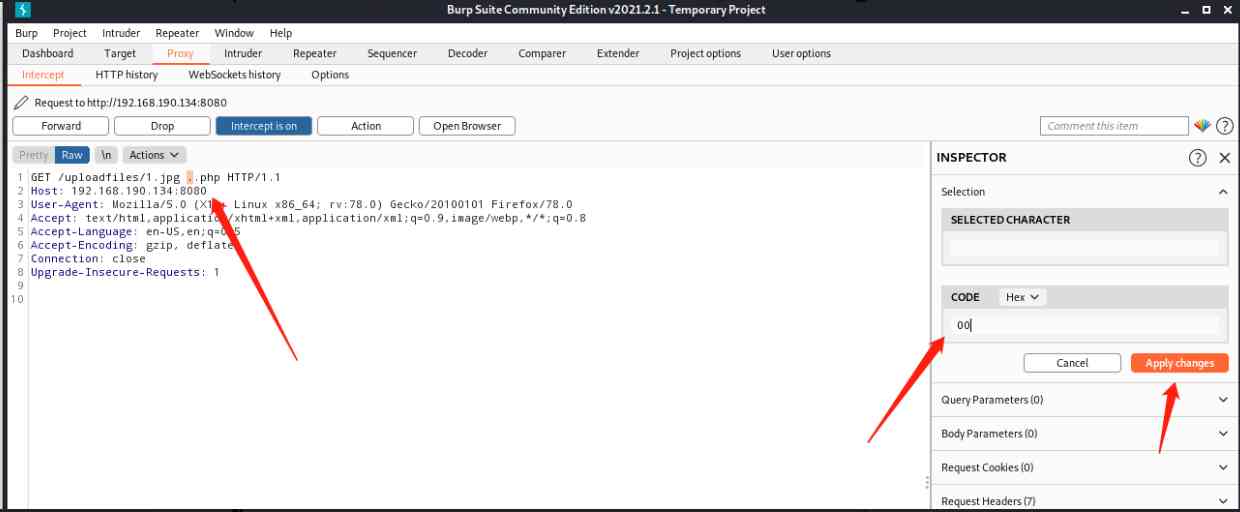 Burp Suite Community Edition v2021.2.1 - Temporary Project
Burp Project Intruder Repeater Window Help
Dashboard Target Proxy Intruder Repeater Sequencer Decoder Comparer Extender Project options User options
Intercept HTTP history WebSockets history Options
Request to http://192.168.190.134:8080
Forward Drop Intercept is on Action Open Browser Comment this item
Pretty Raw \n Actions
INSPECTOR
1 GET /uploadfiles/1.jpg ..php HTTP/1.1
2 Host: 192.168.190.134:8080
3 User-Agent: Mozilla/5.0 Linux x86_64; rv:78.0) Gecko/20100101 Firefox/78.0
4 Accept: text/html,application/xhtml+xml,application/xml;q=0.9,image/webp,*/*;q=0.8
5 Accept-Language: en-US,en;q=0.5
6 Accept-Encoding: gzip, deflate
7 Connection: close
8 Upgrade-Insecure-Requests: 1
9
10
Selection
SELECTED CHARACTER
CODE Hex
00
Cancel Apply changes
Query Parameters (0)
Body Parameters (0)
Request Cookies (0)
Request Headers (7)